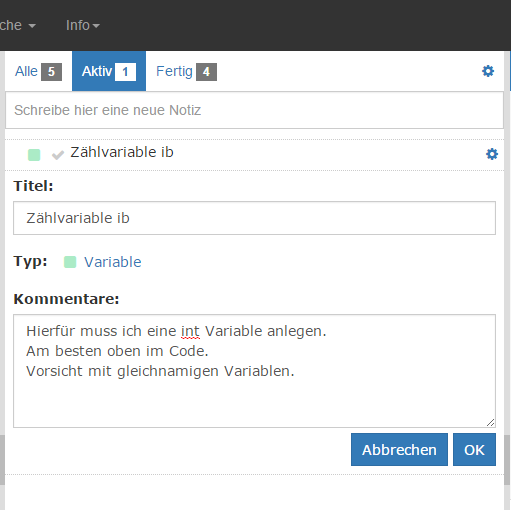 che Info
Alle 5 Aktiv 1 Fertig 4
Schreibe hier eine neue Notiz
Zählvariable ib
Titel:
Zählvariable ib
Typ: Variable
Kommentare:
Hierfür muss ich eine int Variable anlegen.
Am besten oben im Code.
Vorsicht mit gleichnamigen Variablen.
Abbrechen OK